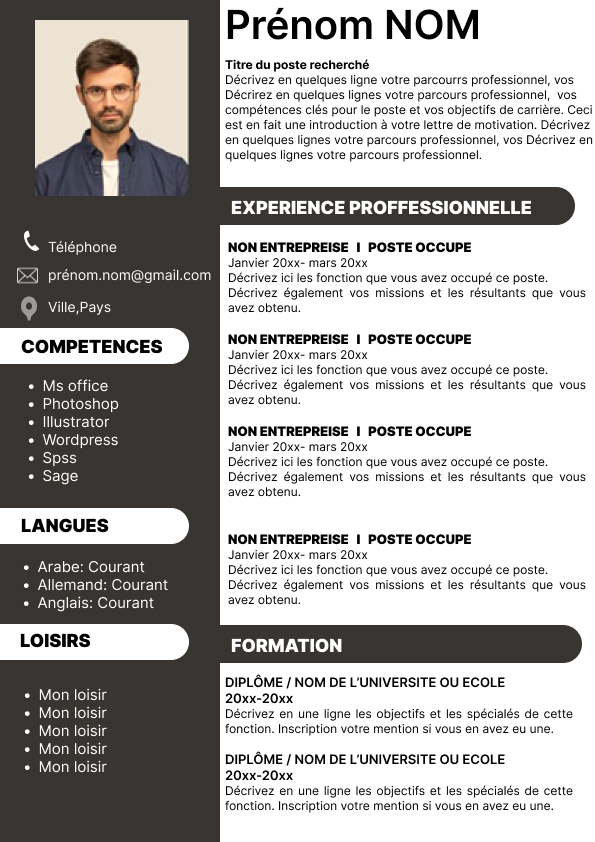 Prénom NOM
Titre du poste recherché
Décrivez en quelques ligne votre parcourrs professionnel, vos
Décrirez en quelques lignes votre parcours professionnel, vos
compétences clés pour le poste et vos objectifs de carrière. Ceci
est en fait une introduction à votre lettre de motivation. Décrivez
en quelques lignes votre parcours professionnel, vos Décrivez en
quelques lignes votre parcours professionnel.
Téléphone
prénom.nom@gmail.com
Ville,Pays
COMPETENCES
Ms office
Photoshop
Illustrator
Wordpress
Spss
Sage
LANGUES
Arabe: Courant
Allemand: Courant
Anglais: Courant
LOISIRS
Mon loisir
Mon loisir
Mon loisir
Mon loisir
Mon loisir
EXPERIENCE PROFFESSIONNELLE
NON ENTREPREISE I POSTE OCCUPE
Janvier 20xx- mars 20xx
Décrivez ici les fonction que vous avez occupé ce poste.
Décrivez également vos missions et les résultants que vous
avez obtenu.
NON ENTREPREISE I POSTE OCCUPE
Janvier 20xx- mars 20xx
Décrivez ici les fonction que vous avez occupé ce poste.
Décrivez également vos missions et les résultants que vous
avez obtenu.
NON ENTREPREISE I POSTE OCCUPE
Janvier 20xx- mars 20xx
Décrivez ici les fonction que vous avez occupé ce poste.
Décrivez également vos missions et les résultants que vous
avez obtenu.
NON ENTREPREISE I POSTE OCCUPE
Janvier 20xx- mars 20xx
Décrivez ici les fonction que vous avez occupé ce poste.
Décrivez également vos missions et les résultants que vous
avez obtenu.
FORMATION
DIPLÔME / NOM DE L'UNIVERSITE OU ECOLE
20xx-20xx
Décrivez en une ligne les objectifs et les spécialés de cette
fonction. Inscription votre mention si vous en avez eu une.
DIPLÔME / NOM DE L'UNIVERSITE OU ECOLE
20xx-20xx
Décrivez en une ligne les objectifs et les spécialés de cette
fonction. Inscription votre mention si vous en avez eu une.